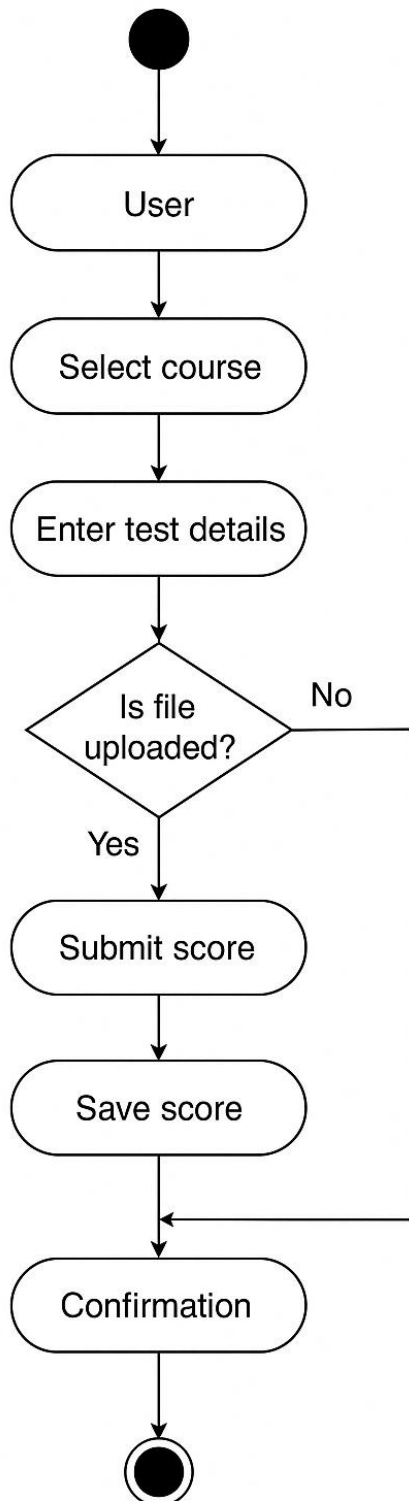 User
Select course
Enter test details
Is file
uploaded?
No
Yes
Submit score
Save score
Confirmation